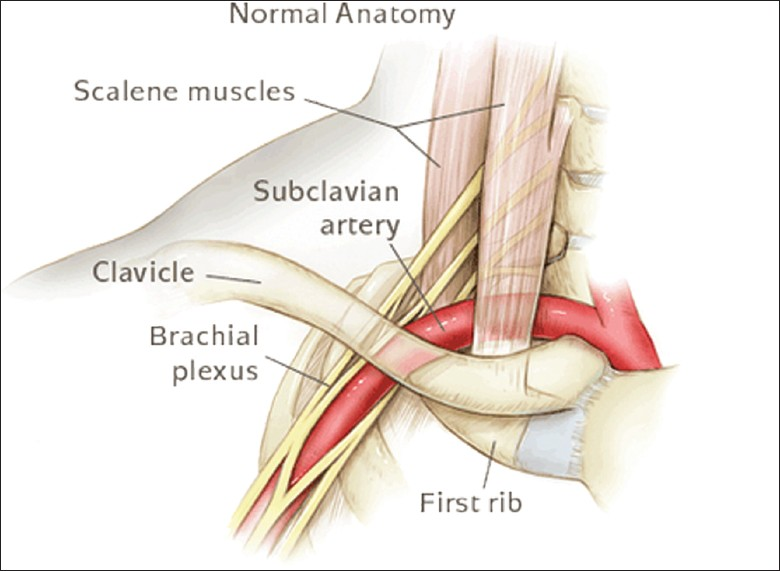 Normal Anatomy
Scalene muscles
Subclavian
artery
Clavicle
Brachial
plexus
First rib